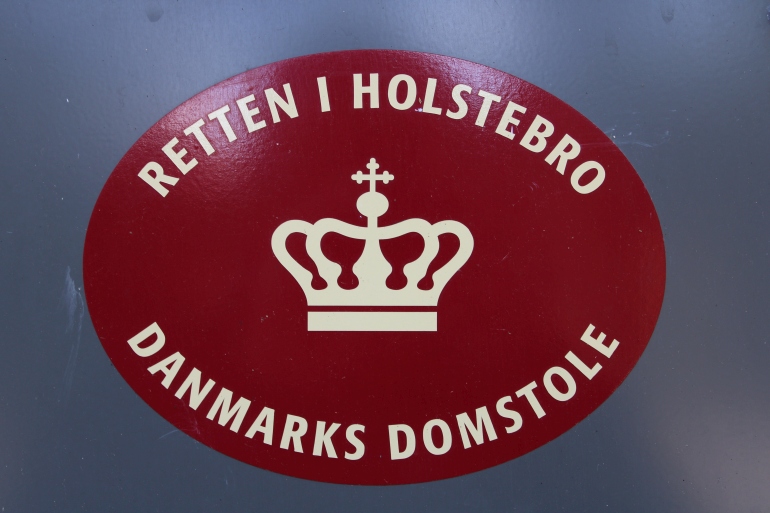 RETTEN I HOLSTEBRO
DANMARKS DOMSTOLE